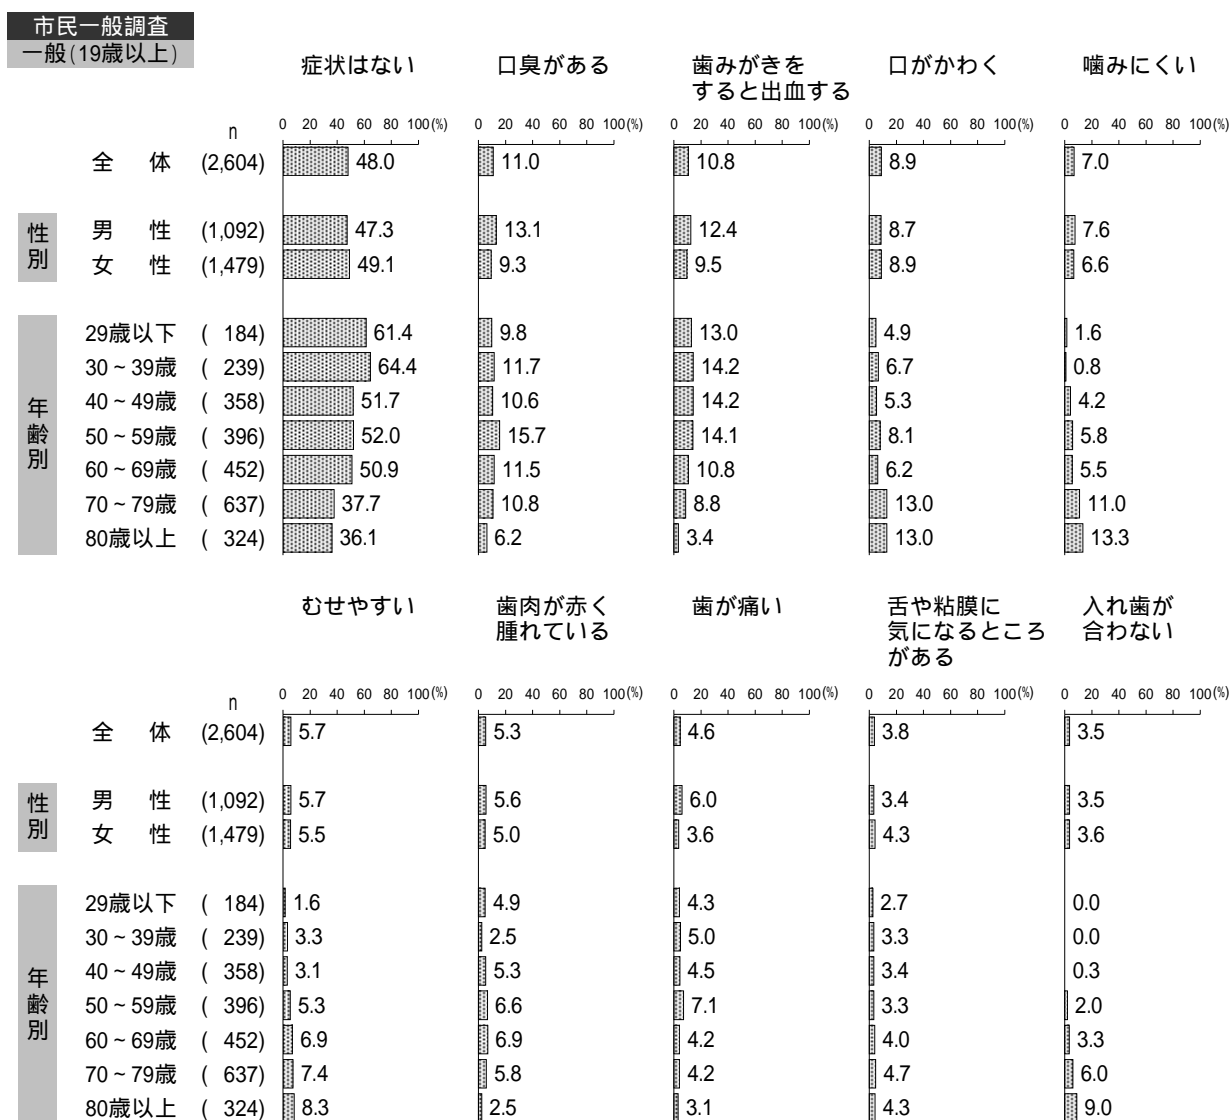 市民一般調査
一般(19歳以上)
症状はない 口臭がある 歯みがきを 口がかわく 噛みにくい
すると出血する
n 0 20 40 60 80 100(%) 0 20 40 60 80 100(%) 0 20 40 60 80 100(%) 0 20 40 60 80 100(%) 0 20 40 60 80 100(%)
全体 (2,604) 48.0 11.0 10.8 8.9 7.0
性別
男性 (1,092) 47.3 13.1 12.4 8.7 7.6
女性 (1,479) 49.1 9.3 9.5 8.9 6.6
年齢別
29歳以下 ( 184) 61.4 9.8 13.0 4.9 1.6
30~39歳 ( 239) 64.4 11.7 14.2 6.7 0.8
40~49歳 ( 358) 51.7 10.6 14.2 5.3 4.2
50~59歳 ( 396) 52.0 15.7 14.1 8.1 5.8
60~69歳 ( 452) 50.9 11.5 10.8 6.2 5.5
70~79歳 ( 637) 37.7 10.8 8.8 13.0 11.0
80歳以上 ( 324) 36.1 6.2 3.4 13.0 13.3
むせやすい 歯肉が赤く 歯が痛い 舌や粘膜に 入れ歯が
腫れている 気になるところ 合わない
がある
n 0 20 40 60 80 100(%) 0 20 40 60 80 100(%) 0 20 40 60 80 100(%) 0 20 40 60 80 100(%) 0 20 40 60 80 100(%)
全体 (2,604) 5.7 5.3 4.6 3.8 3.5
性別
男性 (1,092) 5.7 5.6 6.0 3.4 3.5
女性 (1,479) 5.5 5.0 3.6 4.3 3.6
年齢別
29歳以下 ( 184) 1.6 4.9 4.3 2.7 0.0
30~39歳 ( 239) 3.3 2.5 5.0 3.3 0.0
40~49歳 ( 358) 3.1 5.3 4.5 3.4 0.3
50~59歳 ( 396) 5.3 6.6 7.1 3.3 2.0
60~69歳 ( 452) 6.9 6.9 4.2 4.0 3.3
70~79歳 ( 637) 7.4 5.8 4.2 4.7 6.0
80歳以上 ( 324) 8.3 2.5 3.1 4.3 9.0